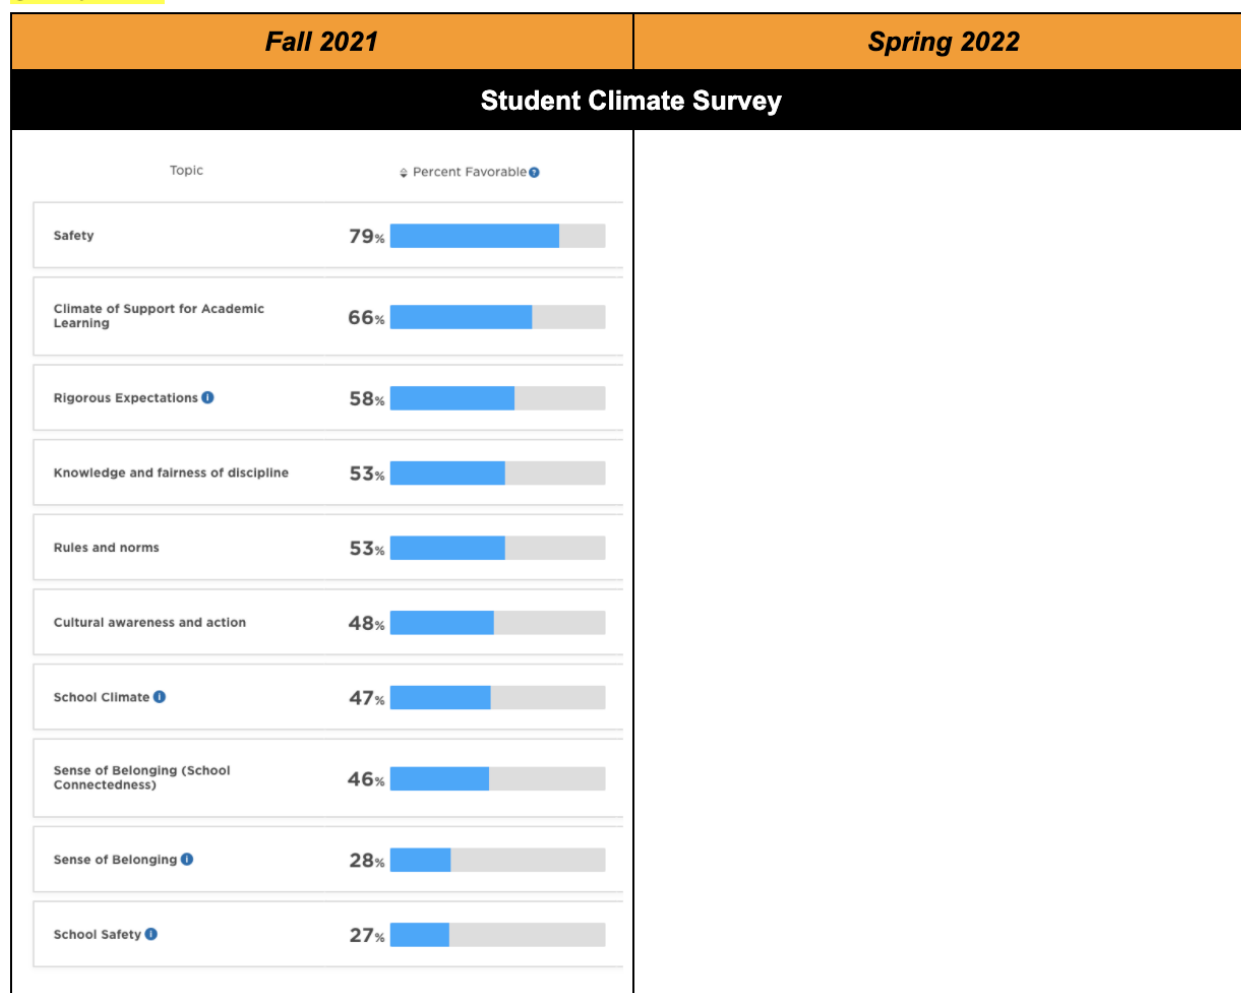 Fall 2021
Spring 2022
Student Climate Survey
Topic
Percent Favorable
Safety
79%
Climate of Support for Academic
Learning
66%
Rigorous Expectations
58%
Knowledge and fairness of discipline
53%
Rules and norms
53%
Cultural awareness and action
48%
School Climate
47%
Sense of Belonging (School
Connectedness)
46%
Sense of Belonging
28%
School Safety
27%